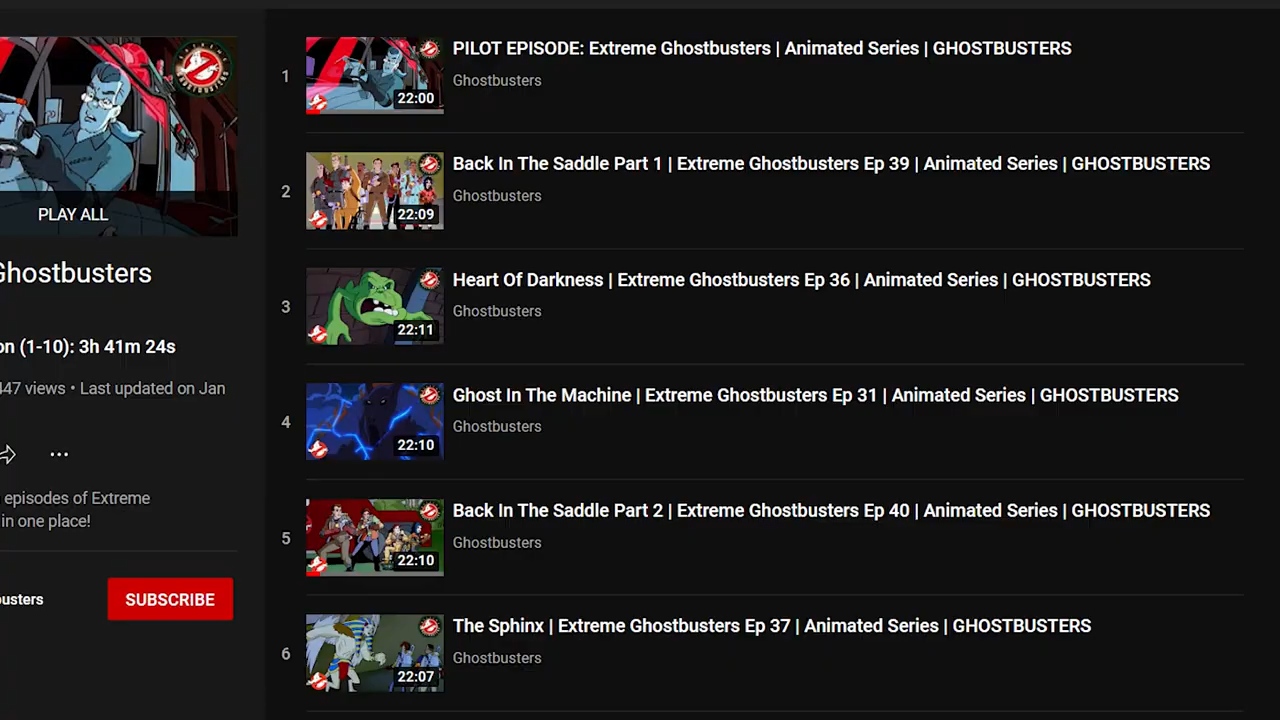 PLAY ALL
Ghostbusters
on (1-10): 3h 41m 24s
447 views • Last updated on Jan
episodes of Extreme
in one place!
busters
SUBSCRIBE
1
22:00
PILOT EPISODE: Extreme Ghostbusters | Animated Series | GHOSTBUSTERS
Ghostbusters
2
22:09
Back In The Saddle Part 1 | Extreme Ghostbusters Ep 39 | Animated Series | GHOSTBUSTERS
Ghostbusters
3
22:11
Heart Of Darkness | Extreme Ghostbusters Ep 36 | Animated Series | GHOSTBUSTERS
Ghostbusters
4
22:10
Ghost In The Machine | Extreme Ghostbusters Ep 31 | Animated Series | GHOSTBUSTERS
Ghostbusters
5
22:10
Back In The Saddle Part 2 | Extreme Ghostbusters Ep 40 | Animated Series | GHOSTBUSTERS
Ghostbusters
6
22:07
The Sphinx | Extreme Ghostbusters Ep 37 | Animated Series | GHOSTBUSTERS
Ghostbusters